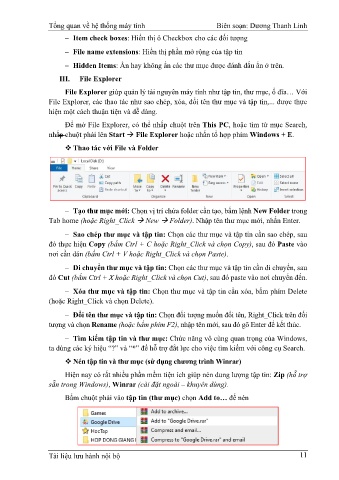 Tổng quan về hệ thống máy tính Biên soạn: Dương Thanh Linh
− Item check boxes: Hiển thị ô Checkbox cho các đối tượng
− File name extensions: Hiển thị phần mở rộng của tập tin
− Hidden Items: Ẩn hay không ẩn các thư mục được đánh dấu ẩn ở trên.
III. File Explorer
File Explorer giúp quản lý tài nguyên máy tính như tập tin, thư mục, ổ đĩa… Với
File Explorer, các thao tác như sao chép, xóa, đổi tên thư mục và tập tin,... được thực
hiện một cách thuận tiện và dễ dàng.
Để mở File Explorer, có thể nhấp chuột trên This PC, hoặc tìm từ mục Search,
nhấp chuột phải lên Start → File Explorer hoặc nhấn tổ hợp phím Windows + E.
❖ Thao tác với File và Folder
Local Disk (D:)
File Home Share View
− Tạo thư mục mới: Chọn vị trí chứa folder cần tạo, bấm lệnh New Folder trong
Tab home (hoặc Right_Click → New → Folder). Nhập tên thư mục mới, nhấn Enter.
− Sao chép thư mục và tập tin: Chọn các thư mục và tập tin cần sao chép, sau
đó thực hiện Copy (bấm Ctrl + C hoặc Right_Click và chọn Copy), sau đó Paste vào
nơi cần dán (bấm Ctrl + V hoặc Right_Click và chọn Paste).
− Di chuyển thư mục và tập tin: Chọn các thư mục và tập tin cần di chuyển, sau
đó Cut (bấm Ctrl + X hoặc Right_Click và chọn Cut), sau đó paste vào nơi chuyển đến.
− Xóa thư mục và tập tin: Chọn thư mục và tập tin cần xóa, bấm phím Delete
(hoặc Right_Click và chọn Delete).
− Đổi tên thư mục và tập tin: Chọn đối tượng muốn đổi tên, Right_Click trên đối
tượng và chọn Rename (hoặc bấm phím F2), nhập tên mới, sau đó gõ Enter để kết thúc.
− Tìm kiếm tập tin và thư mục: Chức năng vô cùng quan trọng của Windows,
ta dùng các ký hiệu “?” và “*” để hỗ trợ đắt lực cho việc tìm kiếm với công cụ Search.
❖ Nén tập tin và thư mục (sử dụng chương trình Winrar)
Hiện nay có rất nhiều phần mềm tiện ích giúp nén dung lượng tập tin: Zip (hỗ trợ
sẵn trong Windows), Winrar (cài đặt ngoài – khuyên dùng).
Bấm chuột phải vào tập tin (thư mục) chọn Add to… để nén
Games Add to archive...
Google Drive Add to "Google Drive.rar"
HocTap Compress and email...
HOP DONG GIANG Compress to "Google Drive.rar" and email
Tài liệu lưu hành nội bộ 11